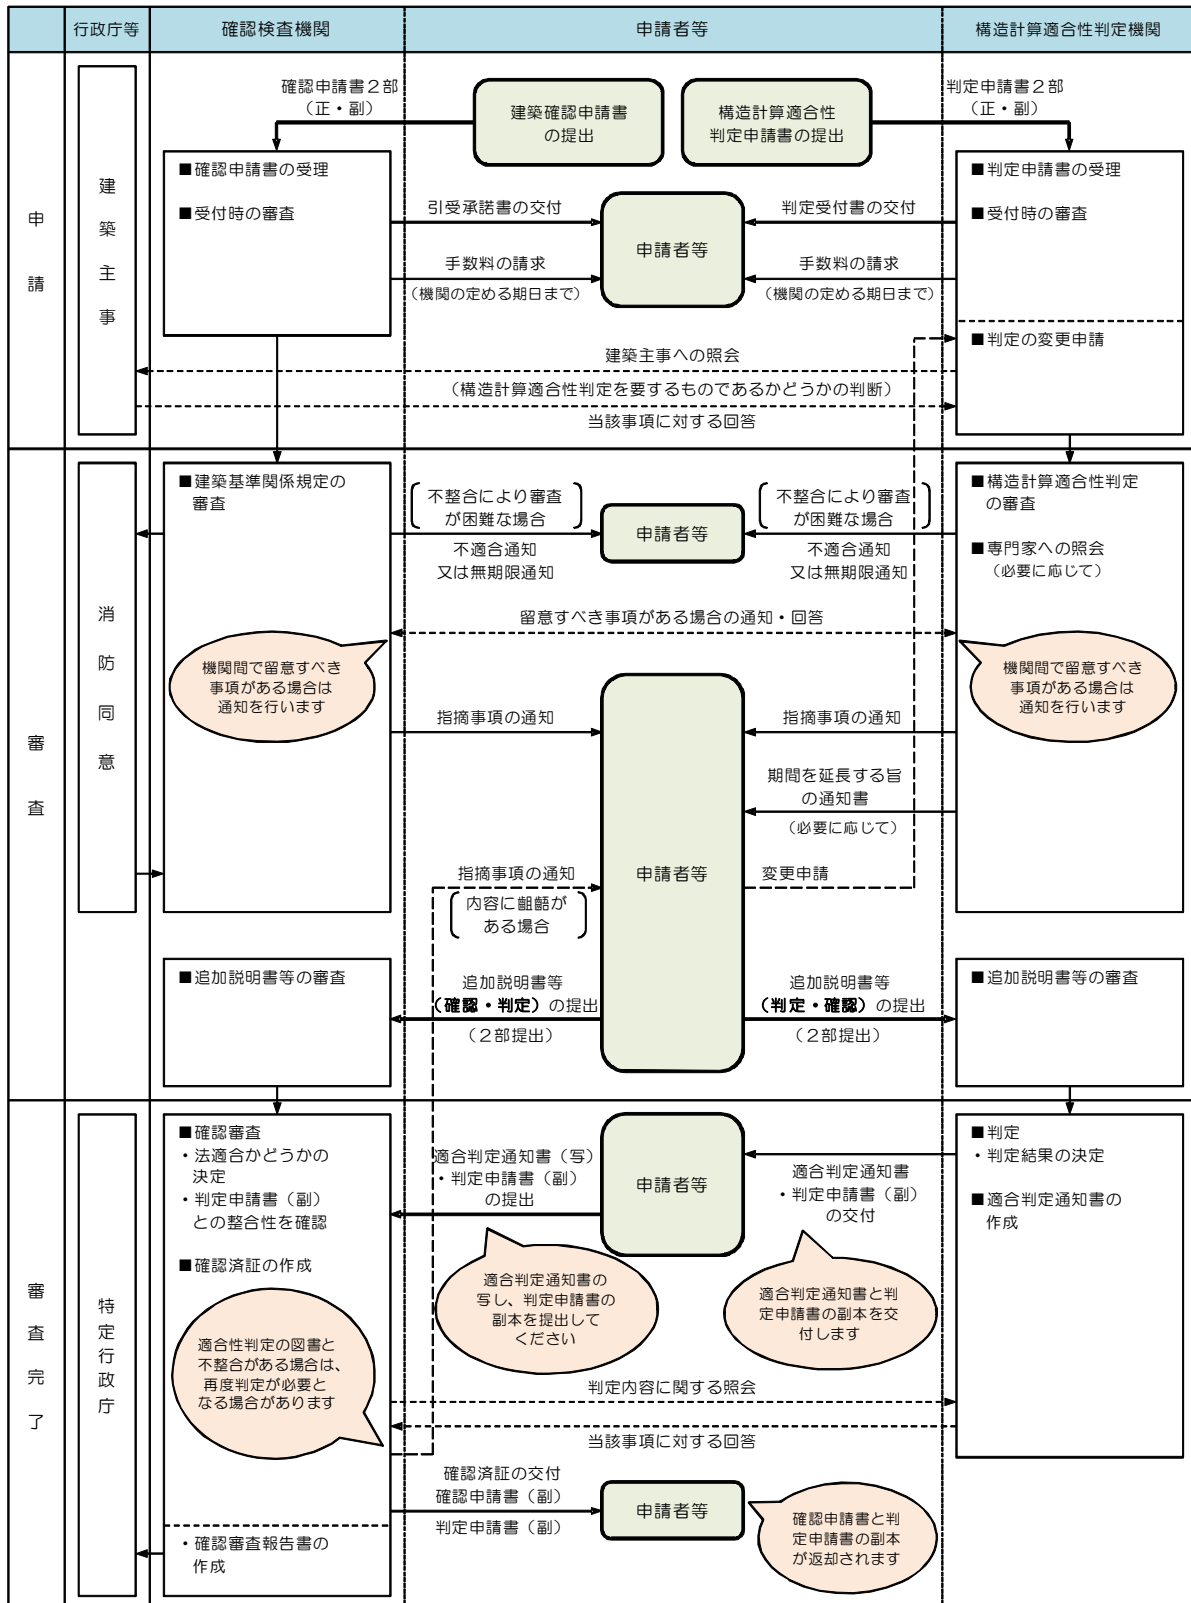 行政庁等
確認検査機関
申請者等
構造計算適合性判定機関
申請
建築主事
確認申請書２部
（正・副）
建築確認申請書
の提出
構造計算適合性
判定申請書の提出
判定申請書２部
（正・副）
■確認申請書の受理
■受付時の審査
引受承諾書の交付
手数料の請求
（機関の定める期日まで）
申請者等
判定受付書の交付
手数料の請求
（機関の定める期日まで）
■判定申請書の受理
■受付時の審査
■判定の変更申請
建築主事への照会
（構造計算適合性判定を要するものであるかどうかの判断）
当該事項に対する回答
審査
消防同意
■建築基準関係規定の
審査
不整合により審査
が困難な場合
不適合通知
又は無期限通知
申請者等
不整合により審査
が困難な場合
不適合通知
又は無期限通知
■構造計算適合性判定
の審査
■専門家への照会
（必要に応じて）
留意すべき事項がある場合の通知・回答
機関間で留意すべき
事項がある場合は
通知を行います
機関間で留意すべき
事項がある場合は
通知を行います
指摘事項の通知
指摘事項の通知
期間を延長する旨
の通知書
（必要に応じて）
指摘事項の通知
内容に齟齬が
ある場合
申請者等
変更申請
■追加説明書等の審査
追加説明書等
（確認・判定）の提出
（２部提出）
追加説明書等
（判定・確認）の提出
（２部提出）
■追加説明書等の審査
審査完了
特定行政庁
■確認審査
・法適合かどうかの
決定
・判定申請書（副）
との整合性を確認
■確認済証の作成
適合判定通知書（写）
・判定申請書（副）
の提出
申請者等
適合判定通知書
・判定申請書（副）
の交付
■判定
・判定結果の決定
■適合判定通知書の
作成
適合判定通知書の
写し、判定申請書の
副本を提出して
ください
適合判定通知書と判
定申請書の副本を交
付します
適合性判定の図書と
不整合がある場合は、
再度判定が必要と
なる場合があります
判定内容に関する照会
当該事項に対する回答
確認済証の交付
確認申請書（副）
判定申請書（副）
申請者等
確認申請書と判
定申請書の副本
が返却されます
・確認審査報告書の
作成